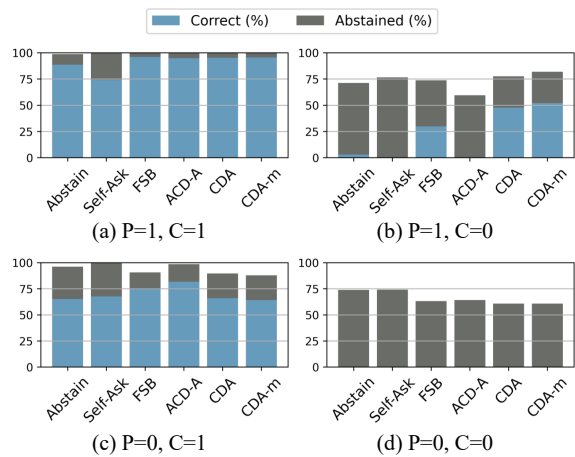 Correct (%) Abstained (%)
100
75
50
25
0
Abstain Self-Ask FSB ACD-A CDA CDA-m
(a) P=1, C=1
100
75
50
25
0
Abstain Self-Ask FSB ACD-A CDA CDA-m
(b) P=1, C=0
100
75
50
25
0
Abstain Self-Ask FSB ACD-A CDA CDA-m
(c) P=0, C=1
100
75
50
25
0
Abstain Self-Ask FSB ACD-A CDA CDA-m
(d) P=0, C=0